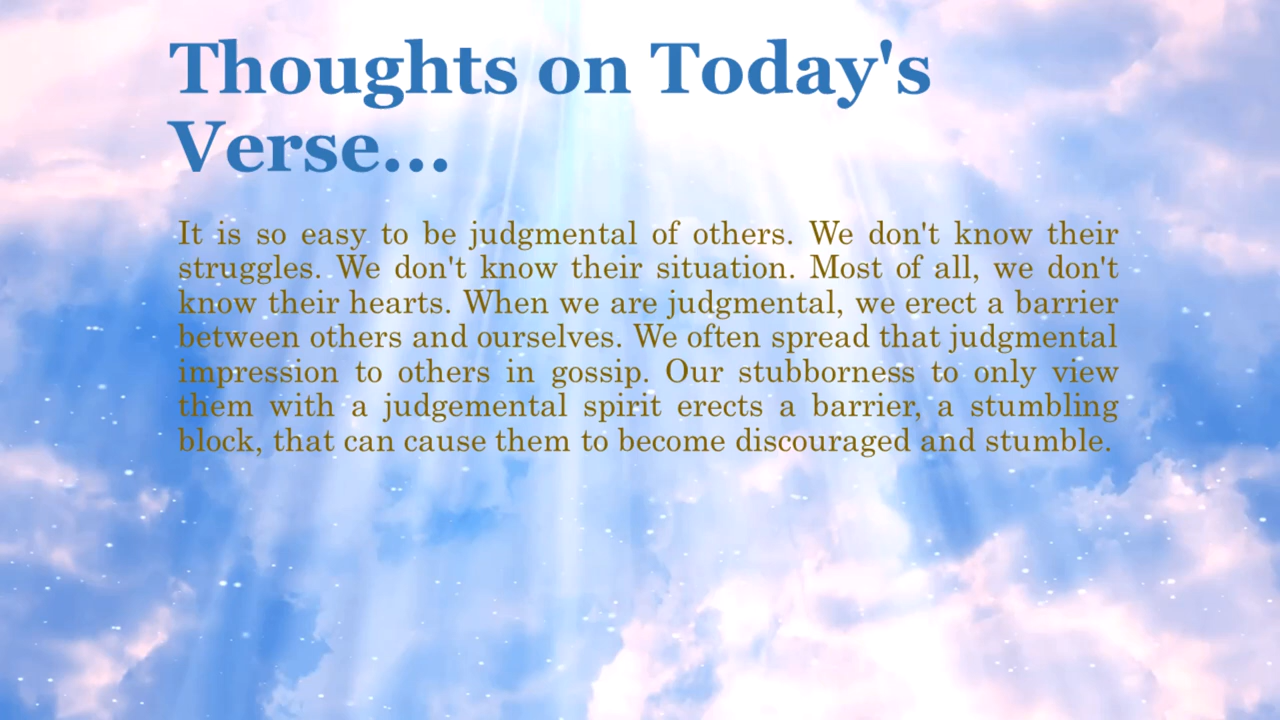 Thoughts on Today's
Verse...
It is so easy to be judgmental of others. We don't know their
struggles. We don't know their situation. Most of all, we don't
know their hearts. When we are judgmental, we erect a barrier
between others and ourselves. We often spread that judgmental
impression to others in gossip. Our stubborness to only view
them with a judgemental spirit erects a barrier, a stumbling
block, that can cause them to become discouraged and stumble.